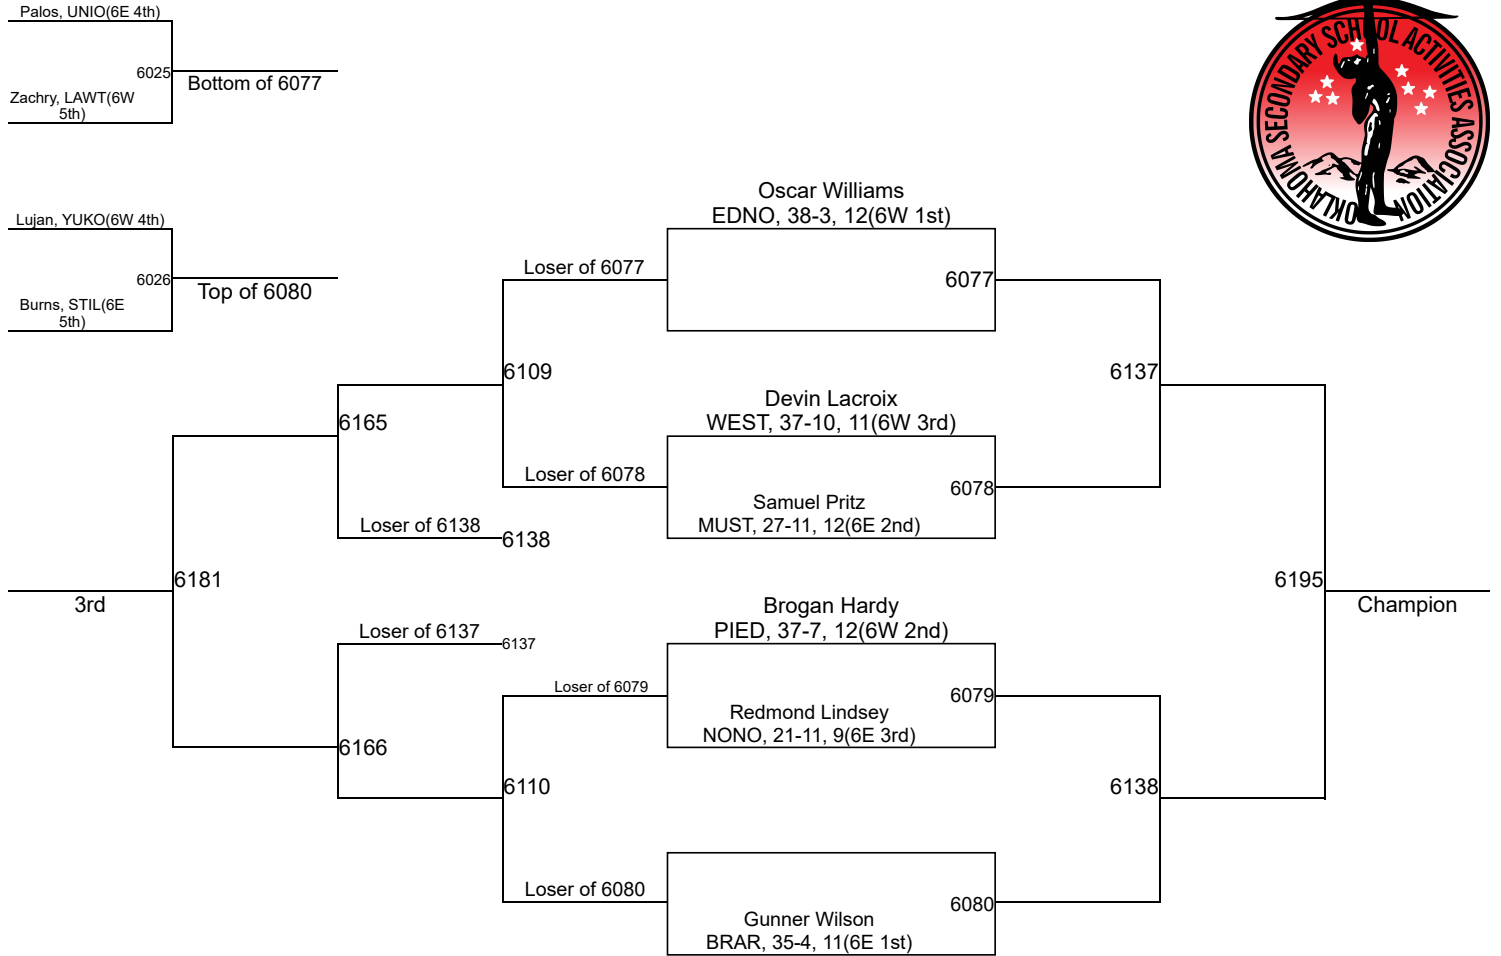 Palos, UNIO(6E 4th)
6025
Bottom of 6077
Zachry, LAWT(6W
5th)
OKLAHOMA SECONDARY SCHOOL ACTIVITIES ASSOCIATION
Lujan, YUKO(6W 4th)
6026
Top of 6080
Burns, STIL(6E
5th)
Oscar Williams
EDNO, 38-3, 12(6W 1st)
Loser of 6077
6077
6109
6137
Devin Lacroix
WEST, 37-10, 11(6W 3rd)
6165
Loser of 6078
6078
Samuel Pritz
MUST, 27-11, 12(6E 2nd)
Loser of 6138
6138
6181
6195
3rd
Champion
Brogan Hardy
PIED, 37-7, 12(6W 2nd)
Loser of 6137
6137
Loser of 6079
6079
Redmond Lindsey
NONO, 21-11, 9(6E 3rd)
6166
6110
6138
Loser of 6080
6080
Gunner Wilson
BRAR, 35-4, 11(6E 1st)